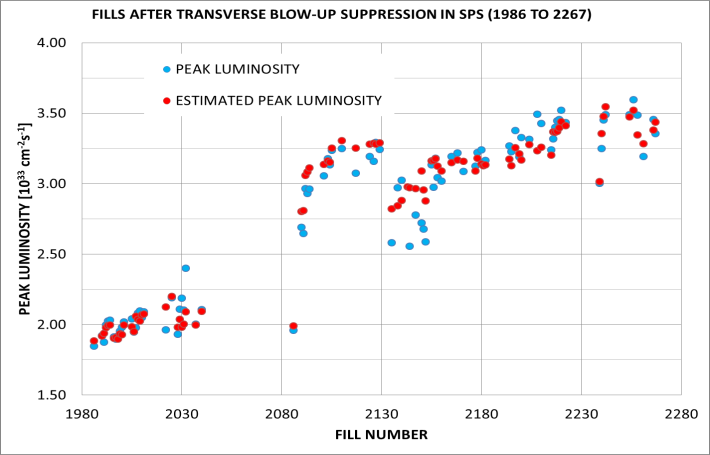 FILLS AFTER TRANSVERSE BLOW-UP SUPPRESSION IN SPS (1986 TO 2267)
4.00
PEAK LUMINOSITY
ESTIMATED PEAK LUMINOSITY
3.50
3.00
2.50
2.00
1.50
PEAK LUMINOSITY [10³³ cm⁻²s⁻¹]
1980 2030 2080 2130 2180 2230 2280
FILL NUMBER